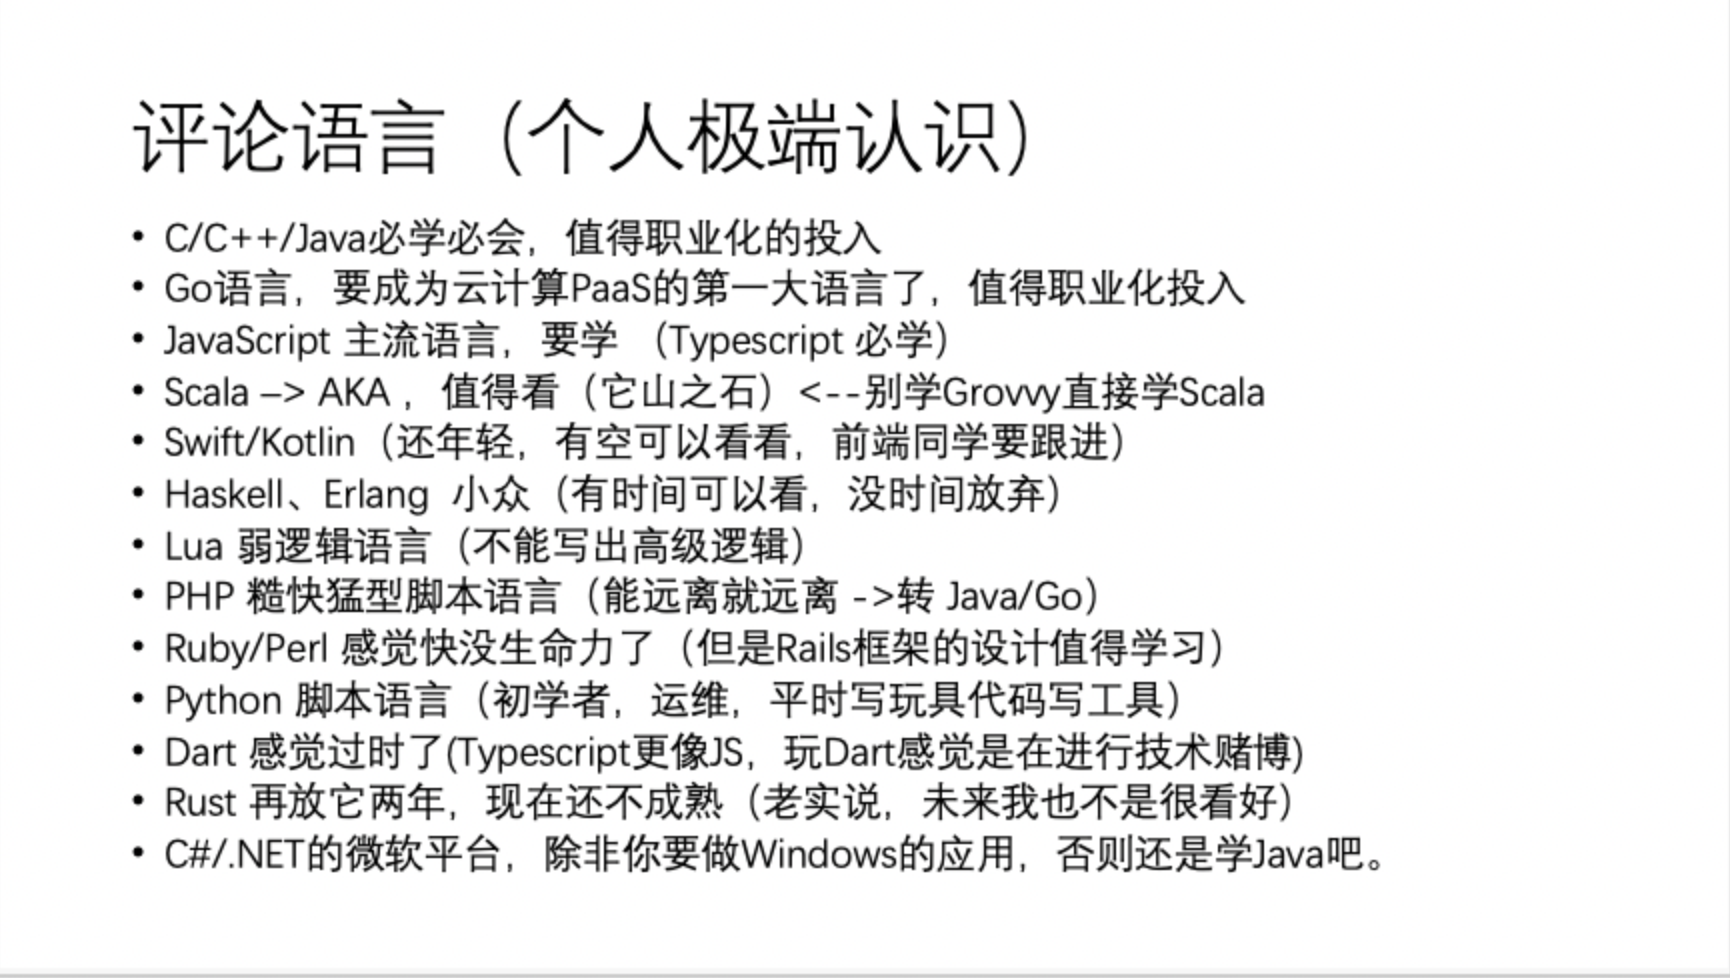 评论语言（个人极端认识）
• C/C++/Java必学必会，值得职业化的投入
• Go语言，要成为云计算PaaS的第一大语言了，值得职业化投入
• JavaScript 主流语言，要学 （Typescript 必学）
• Scala –> AKA ，值得看（它山之石）<--别学Grovvy直接学Scala
• Swift/Kotlin（还年轻，有空可以看看，前端同学要跟进）
• Haskell、Erlang 小众（有时间可以看，没时间放弃）
• Lua 弱逻辑语言（不能写出高级逻辑）
• PHP 糙快猛型脚本语言（能远离就远离 ->转 Java/Go）
• Ruby/Perl 感觉快没生命力了（但是Rails框架的设计值得学习）
• Python 脚本语言（初学者，运维，平时写玩具代码写工具）
• Dart 感觉过时了(Typescript更像JS，玩Dart感觉是在进行技术赌博)
• Rust 再放它两年，现在还不成熟（老实说，未来我也不是很看好）
• C#/.NET的微软平台，除非你要做Windows的应用，否则还是学Java吧。